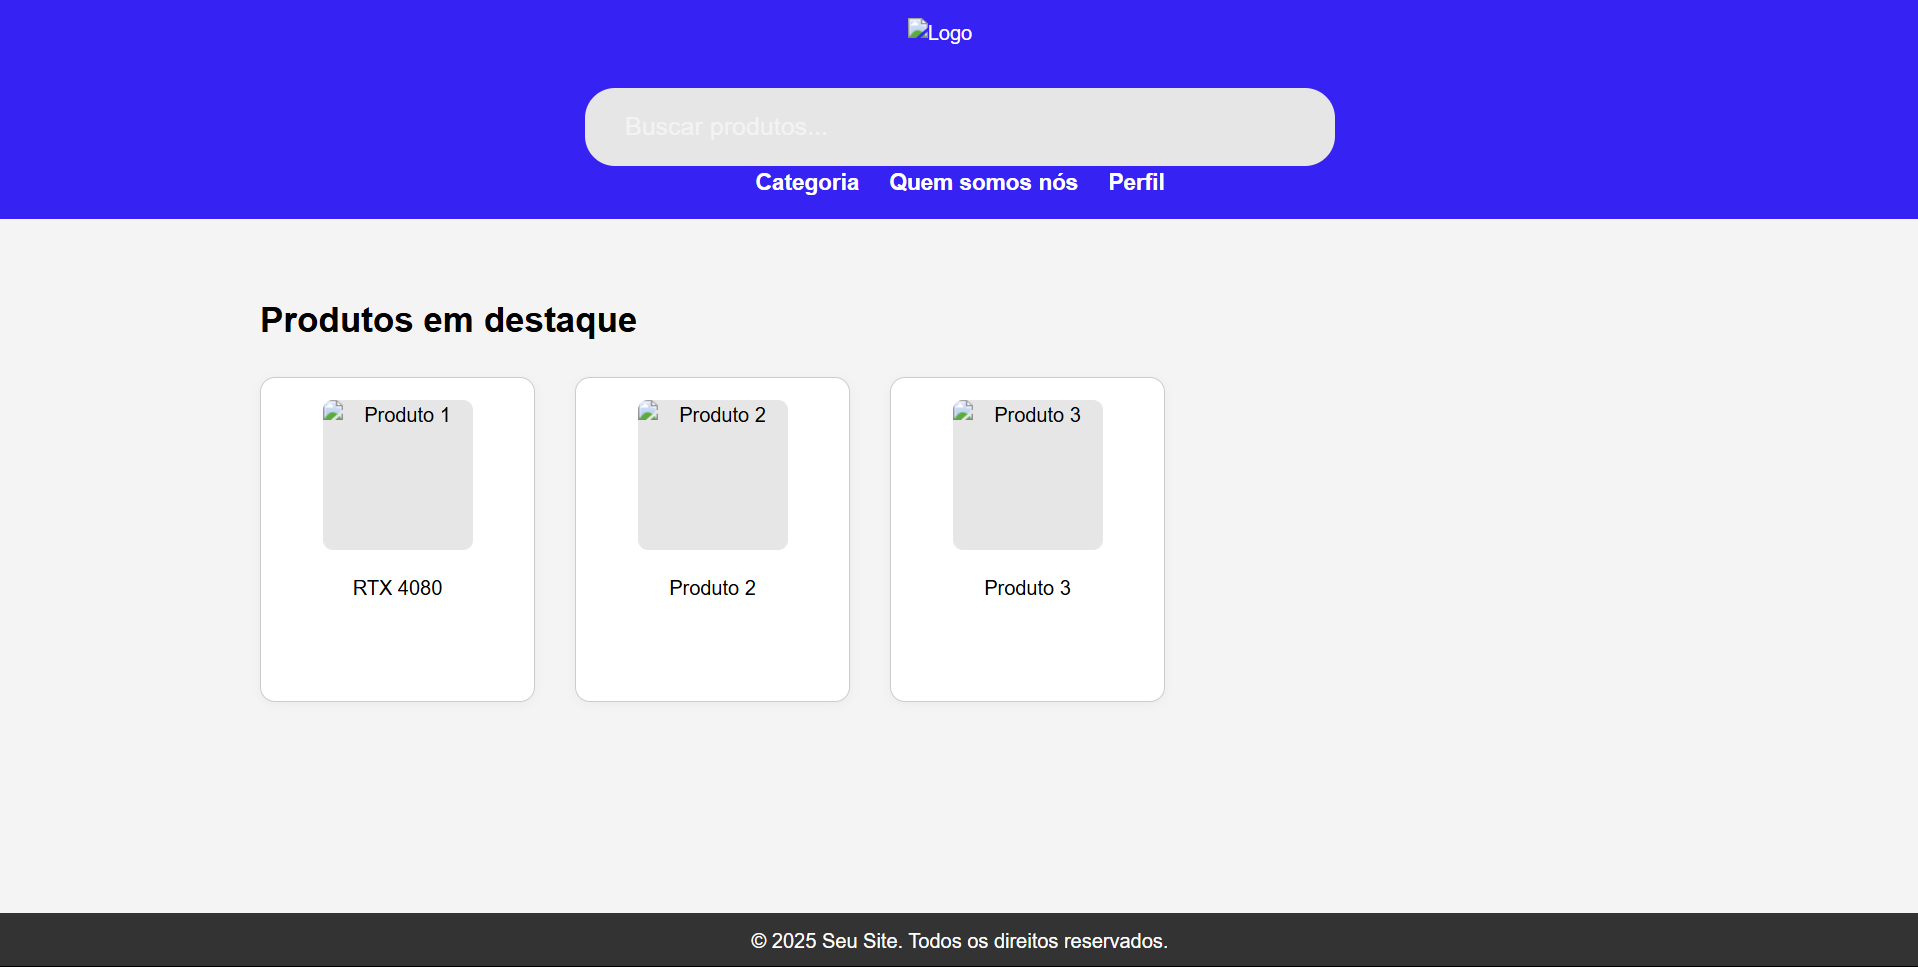 Logo
Buscar produtos...
Categoria Quem somos nós Perfil
Produtos em destaque
Produto 1 Produto 2 Produto 3
RTX 4080 Produto 2 Produto 3
© 2025 Seu Site. Todos os direitos reservados.